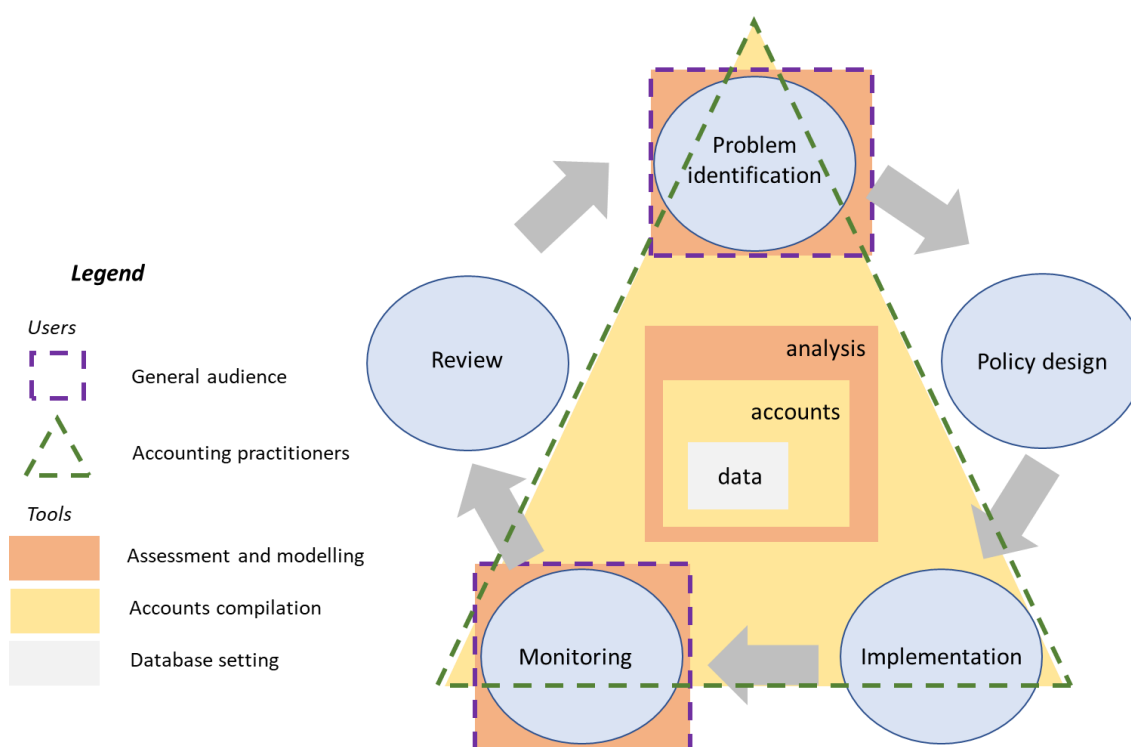 Problem
identification
Legend
Users
General audience
Accounting practitioners
Tools
Assessment and modelling
Accounts compilation
Database setting
Review
analysis
accounts
data
Policy design
Monitoring
Implementation